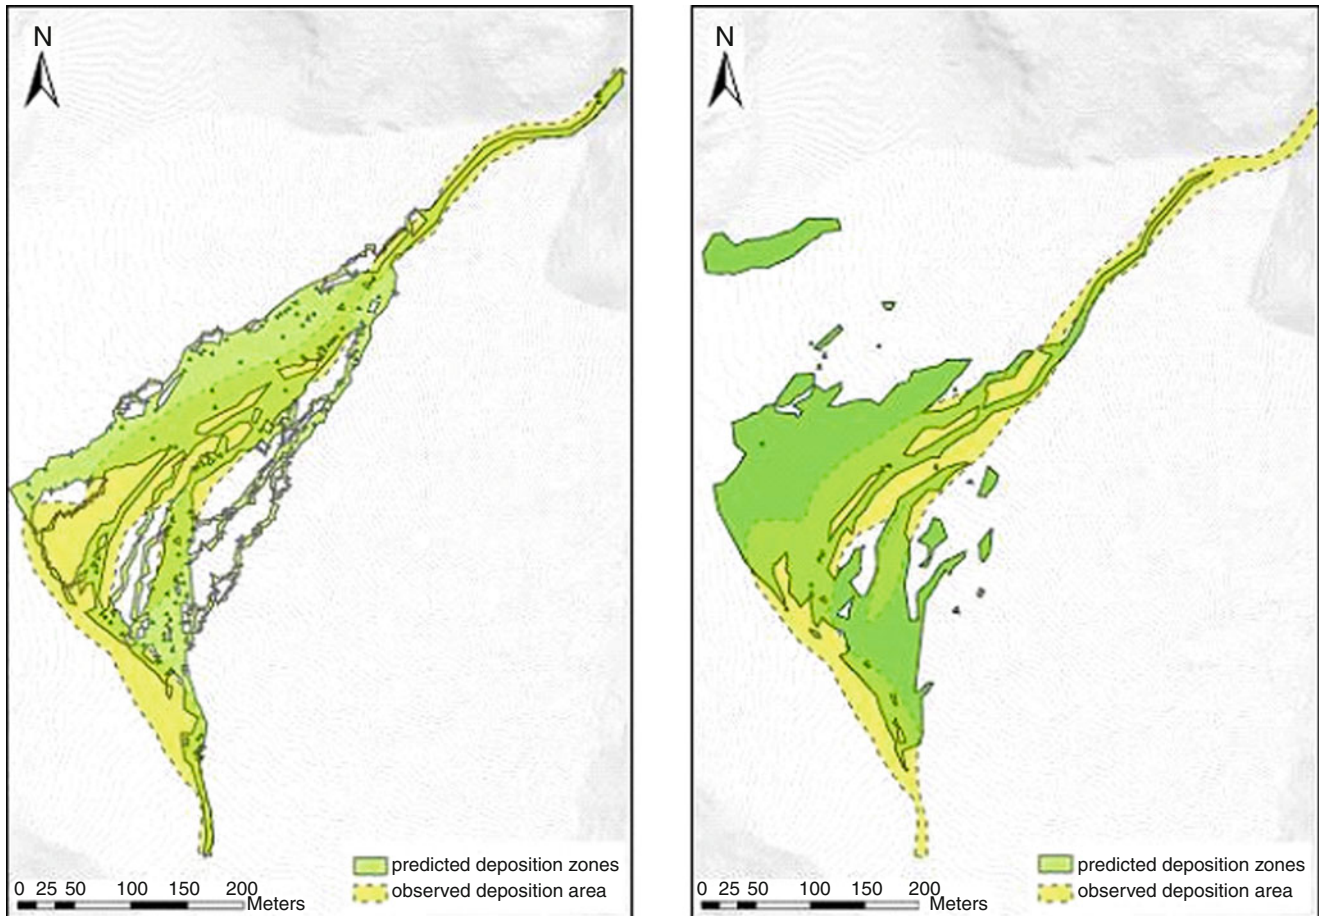 N
predicted deposition zones
observed deposition area
0 25 50 100 150 200
Meters
N
predicted deposition zones
observed deposition area
0 25 50 100 150 200
Meters